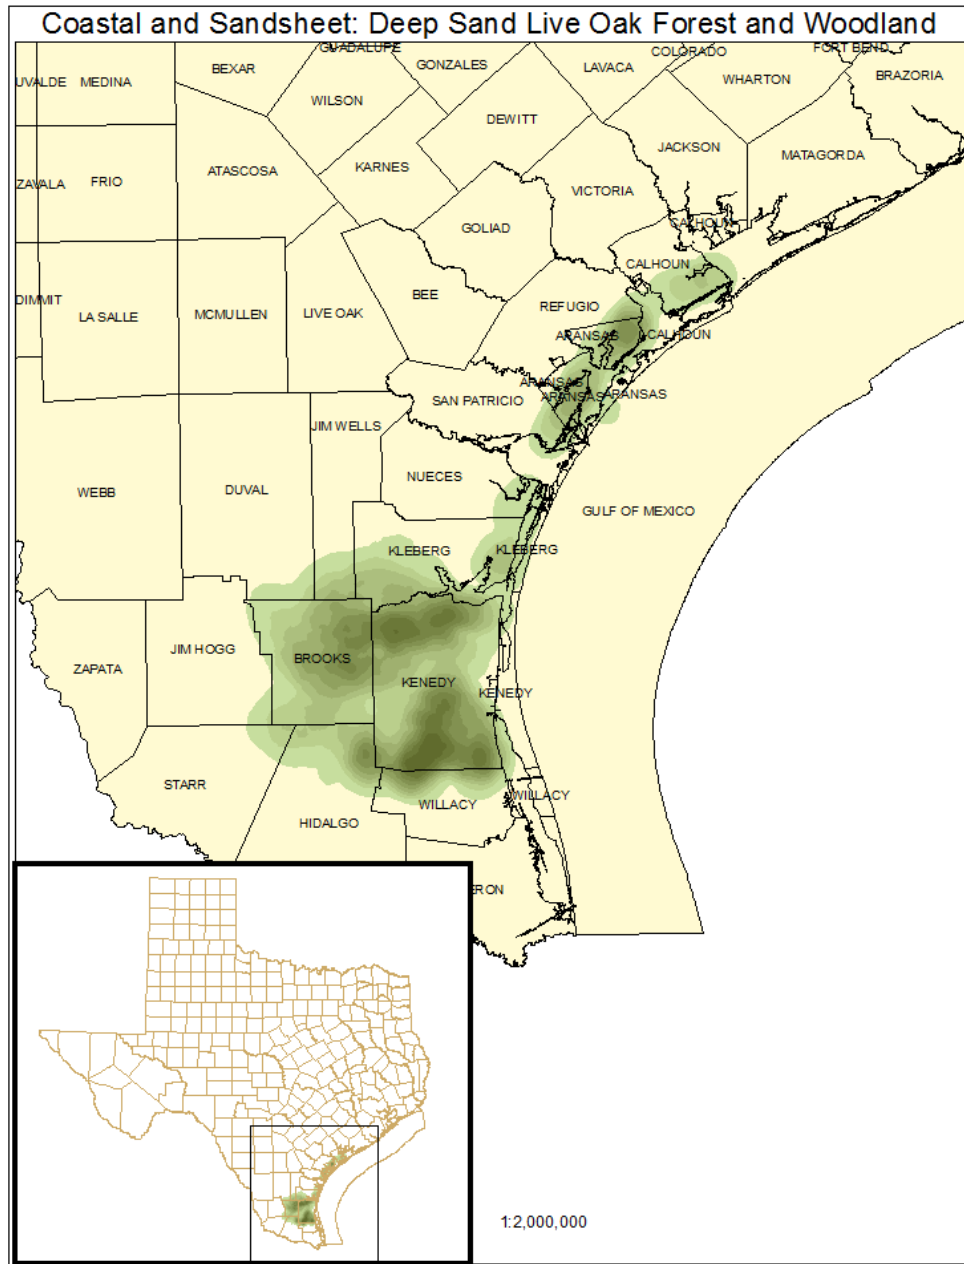 Coastal and Sandsheet: Deep Sand Live Oak Forest and Woodland
GUADALUPE
COLORADO
FORT BEND
BEXAR
GONZALES
LAVACA
UVALDE
MEDINA
WHARTON
BRAZORIA
WILSON
DEWITT
JACKSON
MATAGORDA
KARNES
ATASCOSA
ZAVALA
FRIO
VICTORIA
CALHOUN
GOLIAD
CALHOUN
DIMMIT
BEE
REFUGIO
LA SALLE
MCMULLEN
LIVE OAK
ARANSAS
CALHOUN
ARANSAS
ARANSAS
ARANSAS
SAN PATRICIO
JIM WELLS
NUECES
WEBB
DUVAL
GULF OF MEXICO
KLEBERG
KLEBERG
JIM HOGG
BROOKS
ZAPATA
KENEDY
KENEDY
STARR
WILLACY
WILLACY
HIDALGO
ERON
1:2,000,000